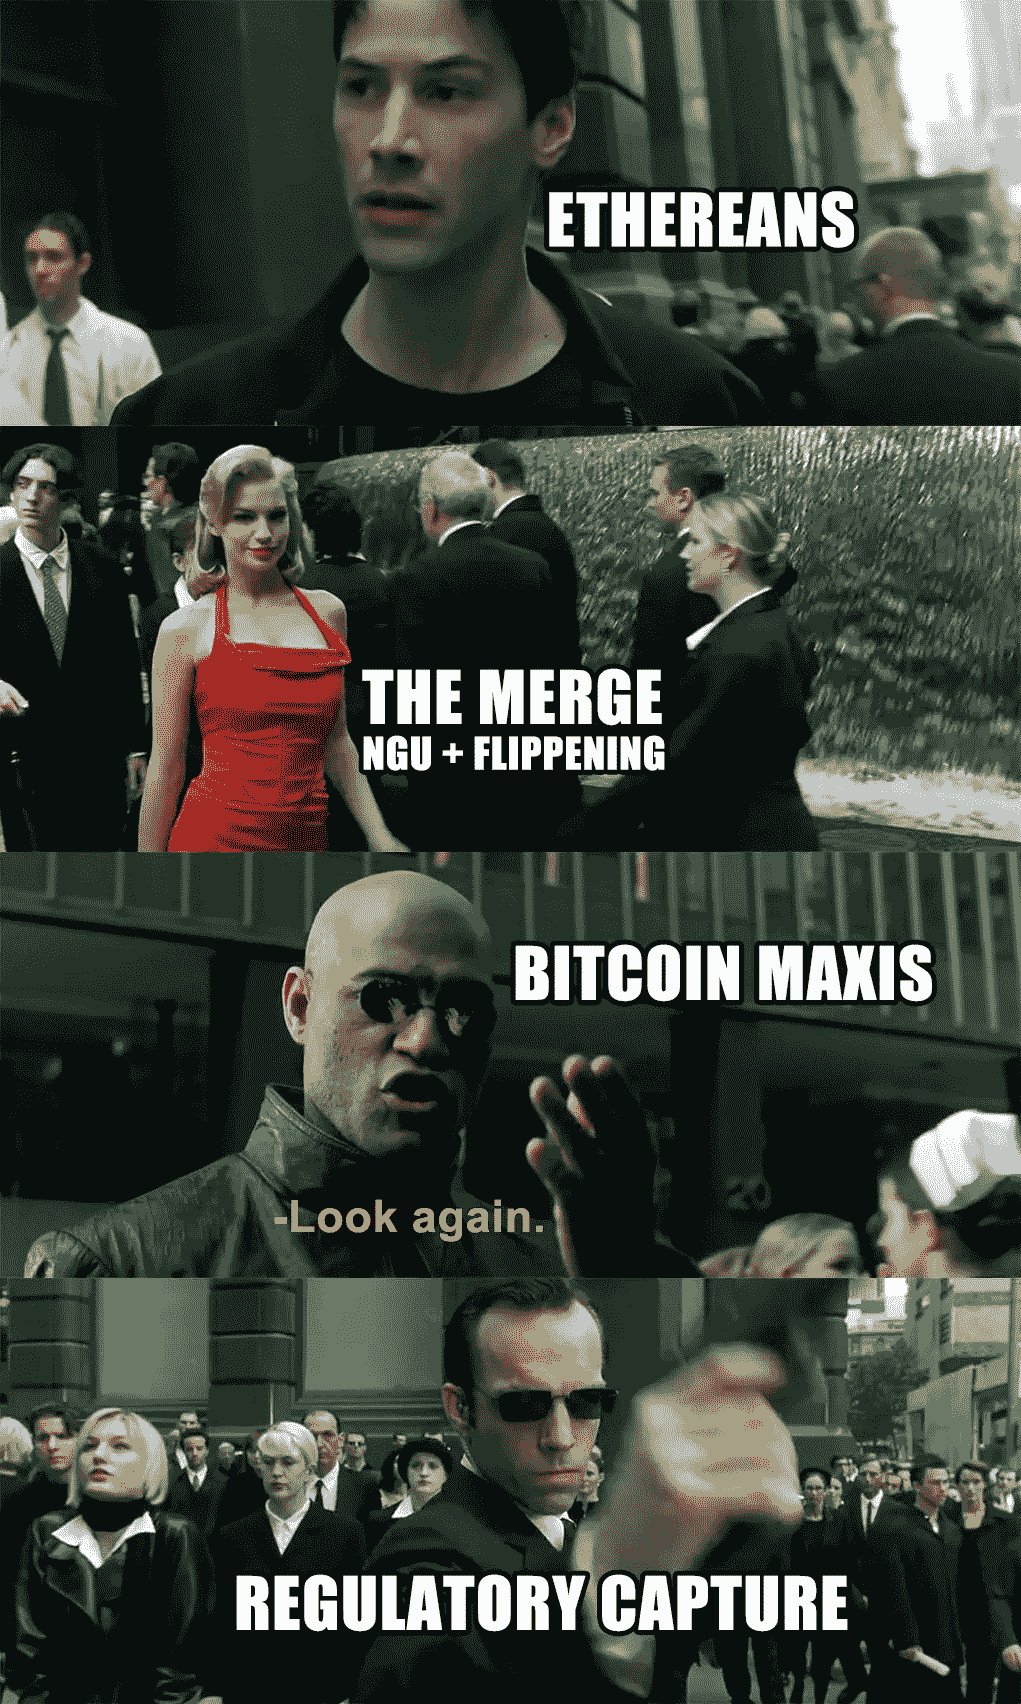 ETHEREANS
THE MERGE
NGU + FLIPPENING
BITCOIN MAXIS
-Look again.
REGULATORY CAPTURE